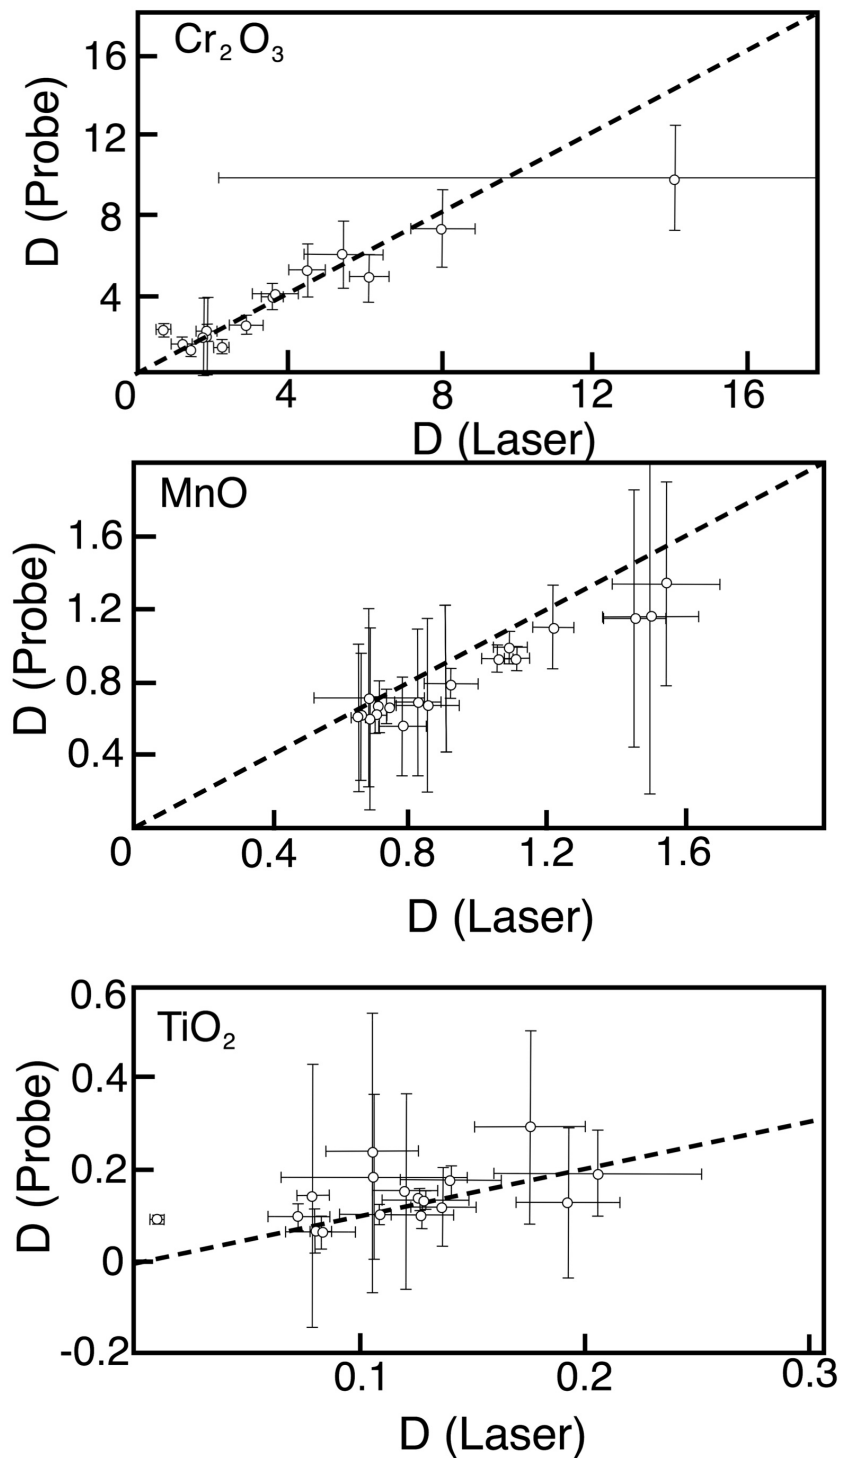 Cr₂O₃
16
12
8
4
D (Probe)
0 4 8 12 16
D (Laser)
MnO
1.6
1.2
0.8
0.4
D (Probe)
0 0.4 0.8 1.2 1.6
D (Laser)
TiO₂
0.6
0.4
0.2
0
-0.2
D (Probe)
0.1 0.2 0.3
D (Laser)